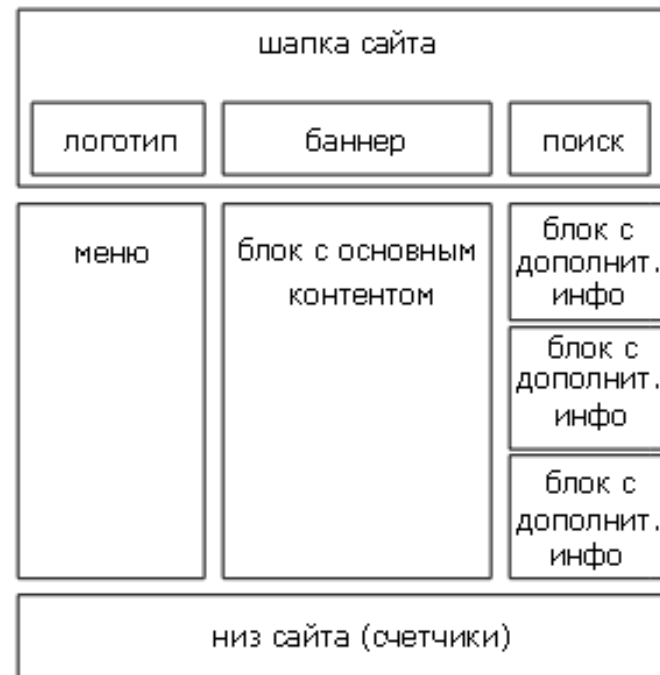 шапка сайта
логотип
баннер
поиск
меню
блок с основным
контентом
блок с
дополнит.
инфо
блок с
дополнит.
инфо
блок с
дополнит.
инфо
низ сайта (счетчики)